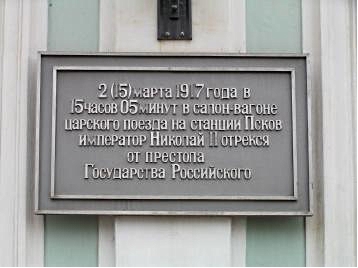 2 (15) марта 1917 года в
15 часов 05 минут в салон-вагоне
царского поезда на станции Псков
император Николай II отрекся
от престола
Государства Российского